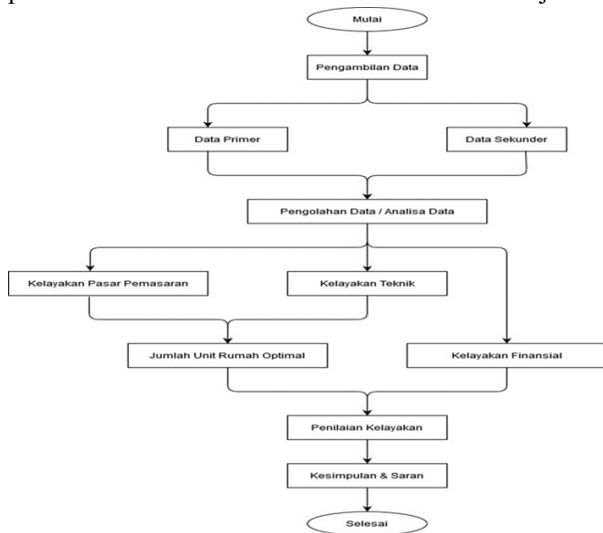 Mulai
Pengambilan Data
Data Primer
Data Sekunder
Pengolahan Data / Analisa Data
Kelayakan Pasar Pemasaran
Kelayakan Teknik
Jumlah Unit Rumah Optimal
Kelayakan Finansial
Penilaian Kelayakan
Kesimpulan & Saran
Selesai